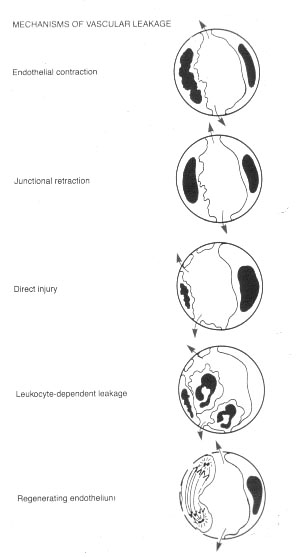 MECHANISMS OF VASCULAR LEAKAGE
Endothelial contraction
Junctional retraction
Direct injury
Leukocyte-dependent leakage
Regenerating endothelium